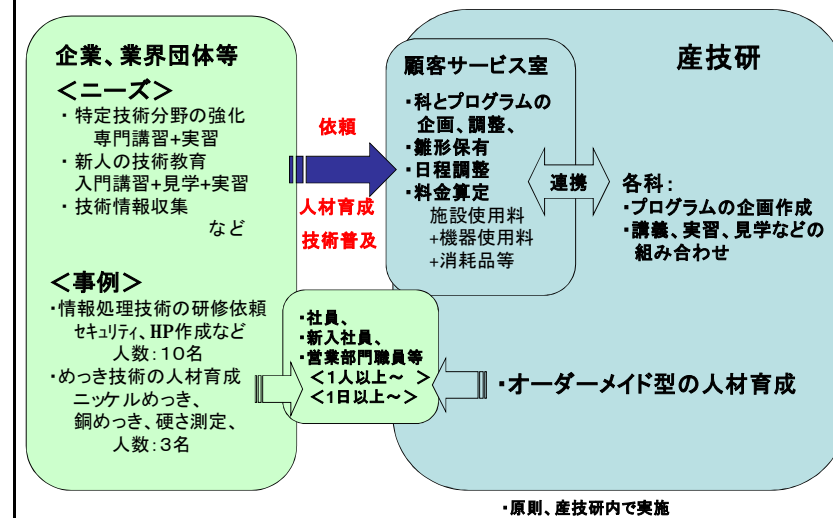 企業、業界団体等
＜ニーズ＞
・ 特定技術分野の強化
専門講習+実習
・ 新人の技術教育
入門講習+見学+実習
・ 技術情報収集
など
＜事例＞
・情報処理技術の研修依頼
セキュリティ、HP作成など
人数：10名
・めっき技術の人材育成
ニッケルめっき、
銅めっき、硬さ測定、
人数：3名
依頼
人材育成
技術普及
顧客サービス室
・科とプログラムの
企画、調整、
・雛形保有
・日程調整
・料金算定
施設使用料
+機器使用料
+消耗品等
連携
産技研
各科：
・プログラムの企画作成
・講義、実習、見学などの
組み合わせ
・社員、
・新入社員、
・営業部門職員等
＜1人以上～ ＞
＜1日以上～＞
・オーダーメイド型の人材育成
・原則、産技研内で実施